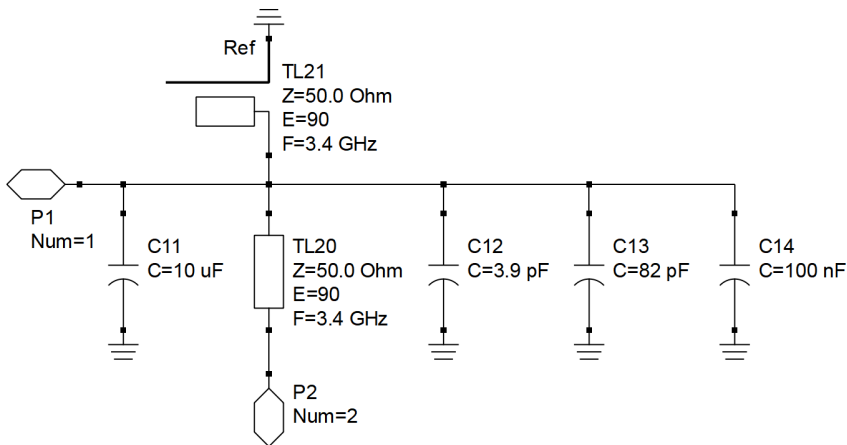 Ref
TL21
Z=50.0 Ohm
E=90
F=3.4 GHz
P1
Num=1
C11
C=10 uF
TL20
Z=50.0 Ohm
E=90
F=3.4 GHz
C12
C=3.9 pF
C13
C=82 pF
C14
C=100 nF
P2
Num=2